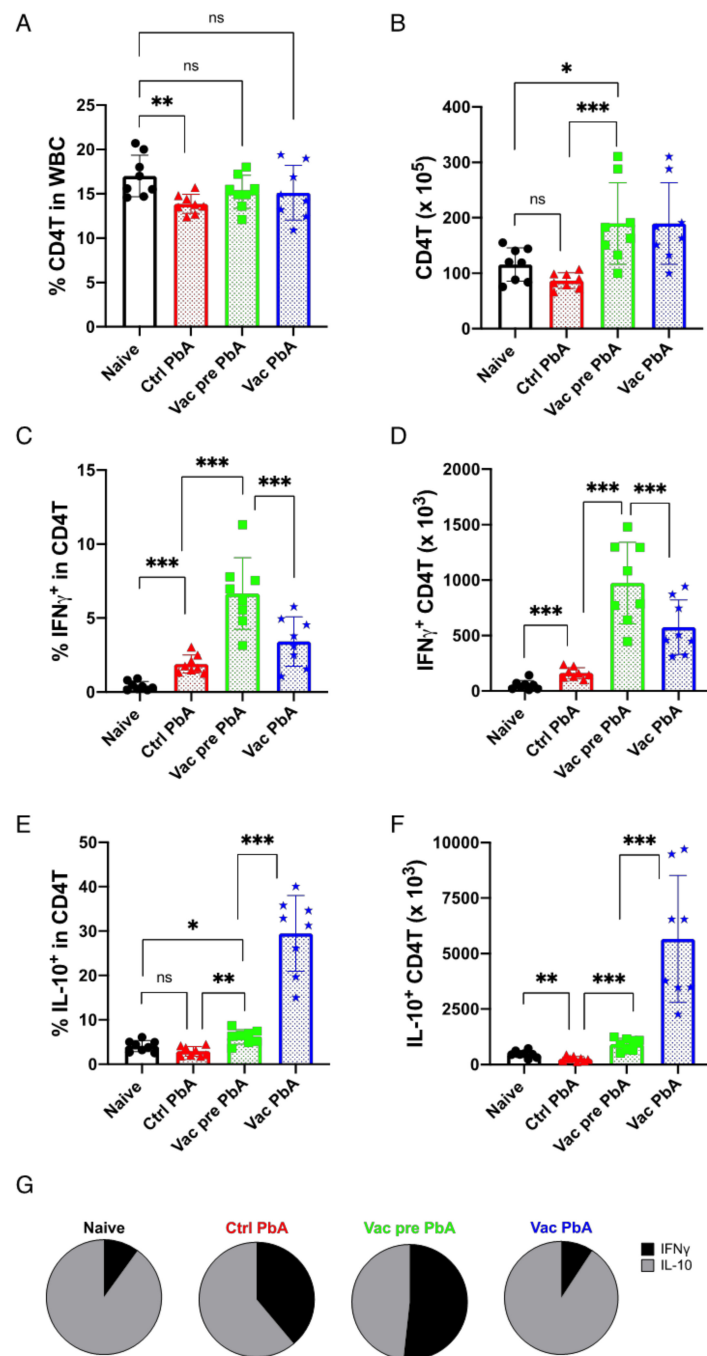 A
ns
ns
**
% CD4T in WBC
25
20
15
10
5
0
Naive
Ctrl PbA
Vac pre PbA
Vac PbA
B
*
***
ns
CD4T (x 10⁵)
400
300
200
100
0
Naive
Ctrl PbA
Vac pre PbA
Vac PbA
C
***
***
***
% IFNγ⁺ in CD4T
15
10
5
0
Naive
Ctrl PbA
Vac pre PbA
Vac PbA
D
***
***
***
IFNγ⁺ CD4T (x 10³)
2000
1500
1000
500
0
Naive
Ctrl PbA
Vac pre PbA
Vac PbA
E
***
*
ns
**
% IL-10⁺ in CD4T
50
40
30
20
10
0
Naive
Ctrl PbA
Vac pre PbA
Vac PbA
F
***
**
***
IL-10⁺ CD4T (x 10³)
10000
7500
5000
2500
0
Naive
Ctrl PbA
Vac pre PbA
Vac PbA
G
Naive
Ctrl PbA
Vac pre PbA
Vac PbA
IFNγ
IL-10